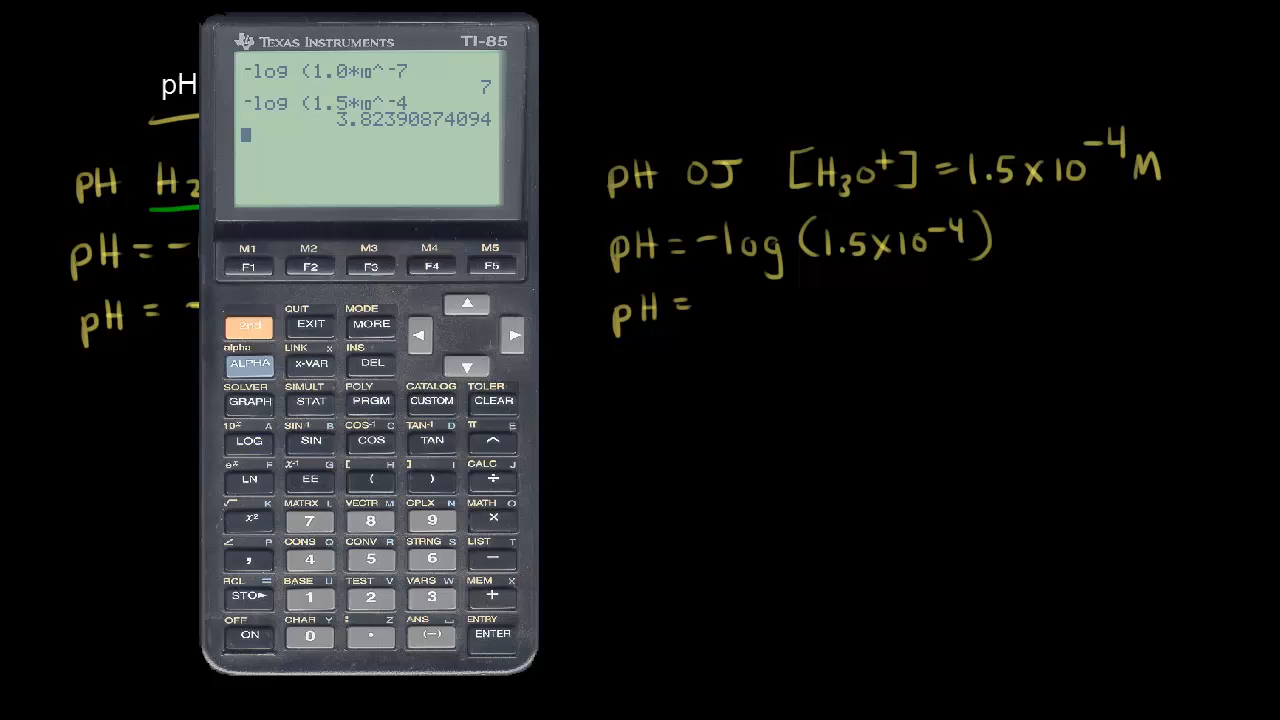 TEXAS INSTRUMENTS TI-85
-log (1.0*10^-7
7
-log (1.5*10^-4
3.82390874094
pH
pH H₂
pH = -
pH = -
pH OJ [H₃O⁺] = 1.5 x 10⁻⁴ M
pH = -log (1.5 x 10⁻⁴)
pH =
M1 M2 M3 M4 M5
F1 F2 F3 F4 F5
QUIT MODE
2nd EXIT MORE
alpha LINK x INS
ALPHA x-VAR DEL
SOLVER SIMULT POLY CATALOG TOLER
GRAPH STAT PRGM CUSTOM CLEAR
10ˣ A SIN⁻¹ B COS⁻¹ C TAN⁻¹ D π E
LOG SIN COS TAN ^
eˣ F x⁻¹ G [ H ] I CALC J
LN EE ( ) ÷
√ K MATRX L VECTR M CPLX N MATH O
x² 7 8 9 ×
∠ P CONS Q CONV R STRNG S LIST T
, 4 5 6 −
RCL = BASE U TEST V VARS W MEM X
STO► 1 2 3 +
OFF CHAR Y : Z ANS ␣ ENTRY
ON 0 . (−) ENTER